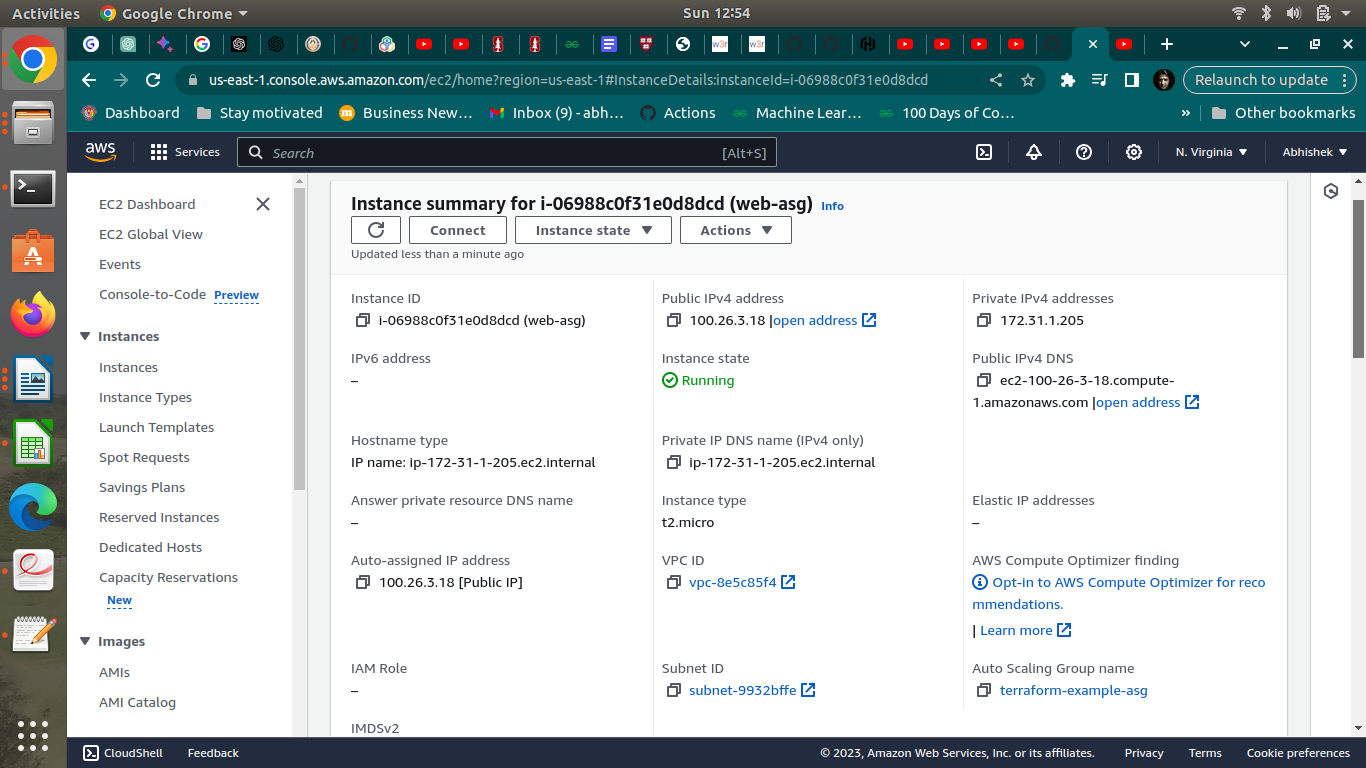 Activities
Google Chrome
Sun 12:54
us-east-1.console.aws.amazon.com/ec2/home?region=us-east-1#InstanceDetails:instanceId=i-06988c0f31e0d8dcd
Relaunch to update
Dashboard
Stay motivated
Business New…
Inbox (9) - abh…
Actions
Machine Lear…
100 Days of Co…
»
Other bookmarks
aws
Services
Search
[Alt+S]
N. Virginia
Abhishek
EC2 Dashboard
EC2 Global View
Events
Console-to-Code Preview
Instances
Instances
Instance Types
Launch Templates
Spot Requests
Savings Plans
Reserved Instances
Dedicated Hosts
Capacity Reservations
New
Images
AMIs
AMI Catalog
Instance summary for i-06988c0f31e0d8dcd (web-asg) Info
Connect
Instance state
Actions
Updated less than a minute ago
Instance ID
i-06988c0f31e0d8dcd (web-asg)
Public IPv4 address
100.26.3.18 |open address
Private IPv4 addresses
172.31.1.205
IPv6 address
–
Instance state
Running
Public IPv4 DNS
ec2-100-26-3-18.compute-
1.amazonaws.com |open address
Hostname type
IP name: ip-172-31-1-205.ec2.internal
Private IP DNS name (IPv4 only)
ip-172-31-1-205.ec2.internal
Answer private resource DNS name
–
Instance type
t2.micro
Elastic IP addresses
–
Auto-assigned IP address
100.26.3.18 [Public IP]
VPC ID
vpc-8e5c85f4
AWS Compute Optimizer finding
Opt-in to AWS Compute Optimizer for reco
mmendations.
| Learn more
IAM Role
–
Subnet ID
subnet-9932bffe
Auto Scaling Group name
terraform-example-asg
IMDSv2
CloudShell
Feedback
© 2023, Amazon Web Services, Inc. or its affiliates.
Privacy
Terms
Cookie preferences